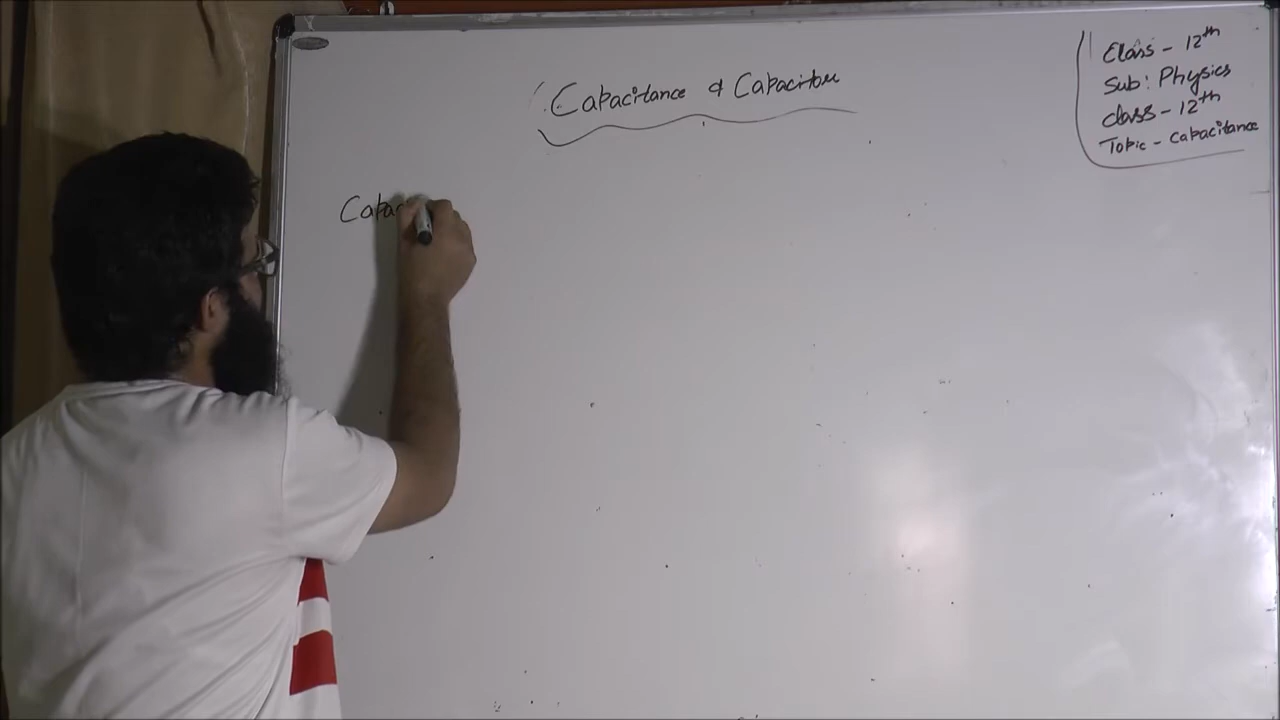 Capacitance & Capacitor
Class - 12th
Sub: Physics
class - 12th
Topic - Capacitance
Capac